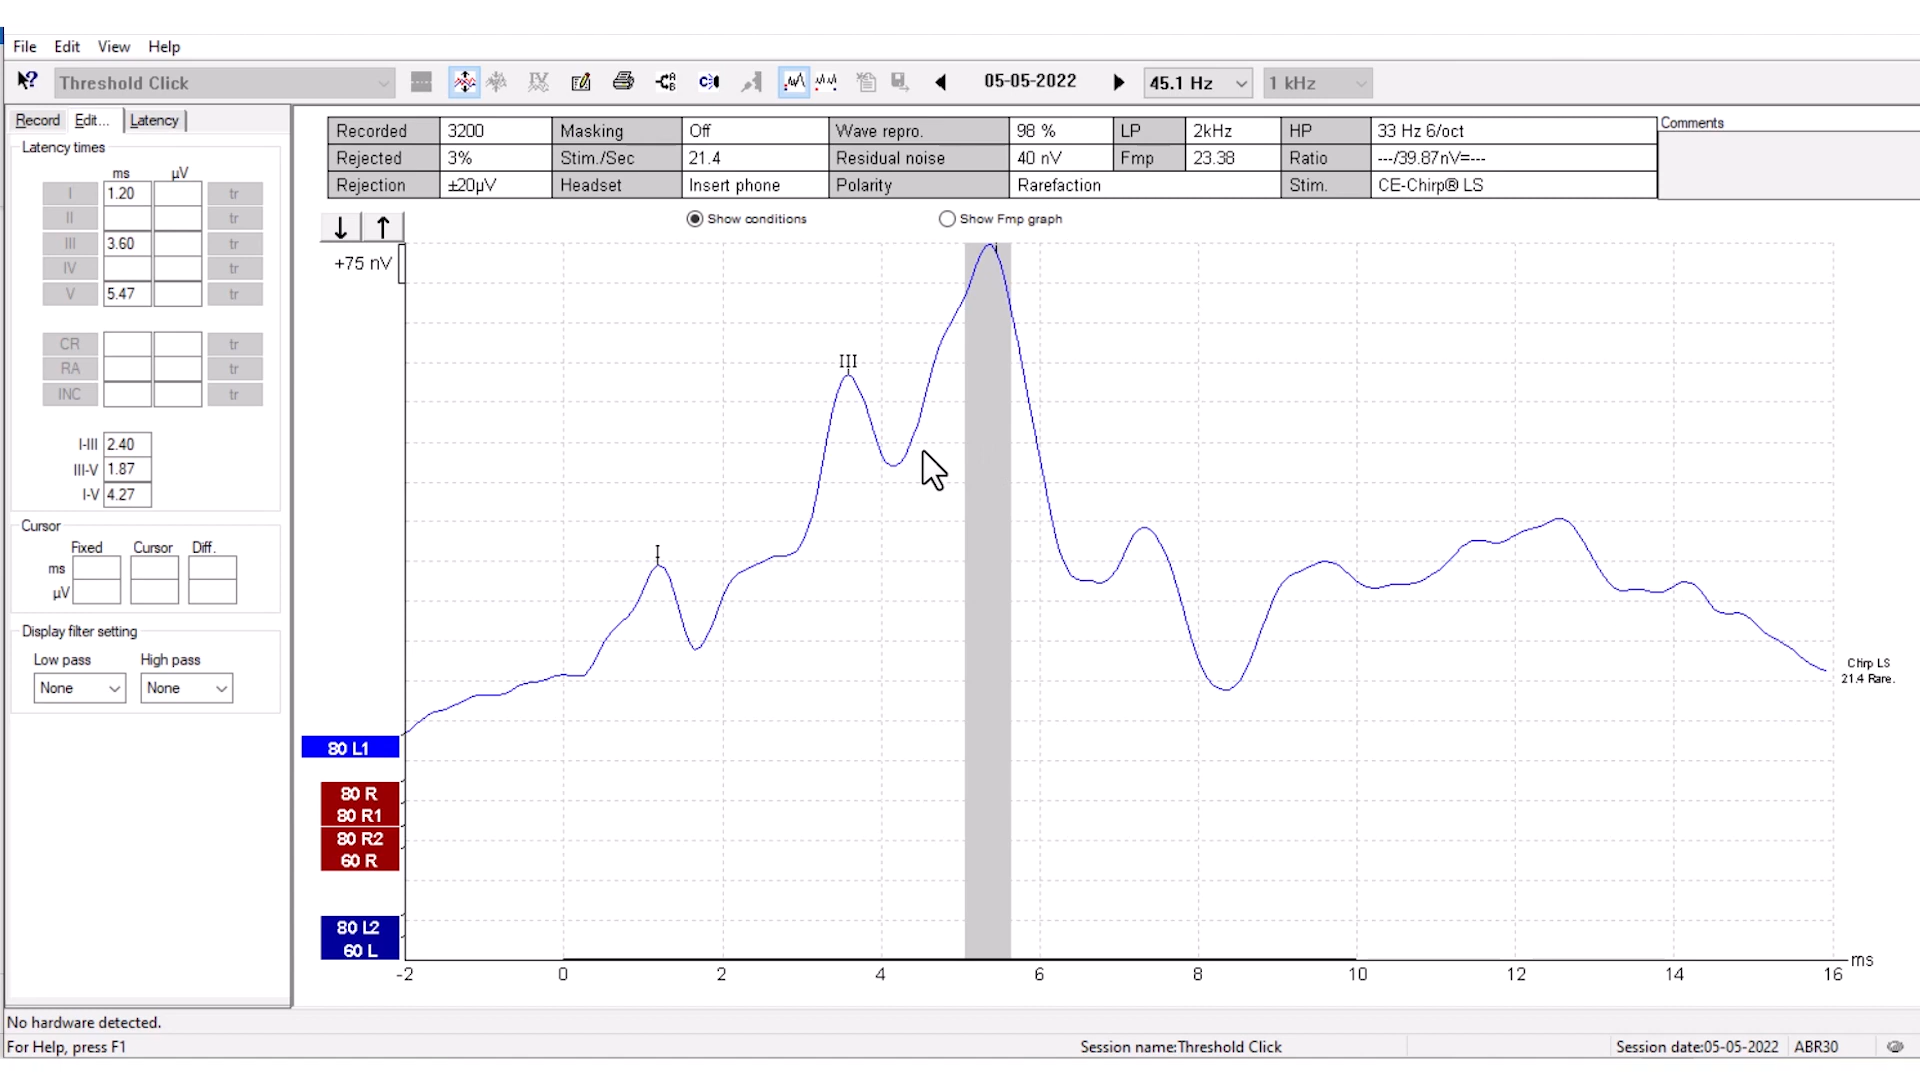 File Edit View Help
Threshold Click 05-05-2022 45.1 Hz 1 kHz
Record Edit... Latency
Latency times
ms µV
I 1.20 tr
II tr
III 3.60 tr
IV tr
V 5.47 tr
CR tr
RA tr
INC tr
I-III 2.40
III-V 1.87
I-V 4.27
Cursor
Fixed Cursor Diff.
ms
µV
Display filter setting
Low pass High pass
None None
Recorded 3200 Masking Off Wave repro. 98 % LP 2kHz HP 33 Hz 6/oct
Rejected 3% Stim./Sec 21.4 Residual noise 40 nV Fmp 23.38 Ratio ---/39.87nV=---
Rejection ±20µV Headset Insert phone Polarity Rarefaction Stim. CE-Chirp® LS
Comments
Show conditions Show Fmp graph
+75 nV
III
I
Chirp LS
21.4 Rare.
80 L1
80 R
80 R1
80 R2
60 R
80 L2
60 L
-2 0 2 4 6 8 10 12 14 16 ms
No hardware detected.
For Help, press F1 Session name:Threshold Click Session date:05-05-2022 ABR30